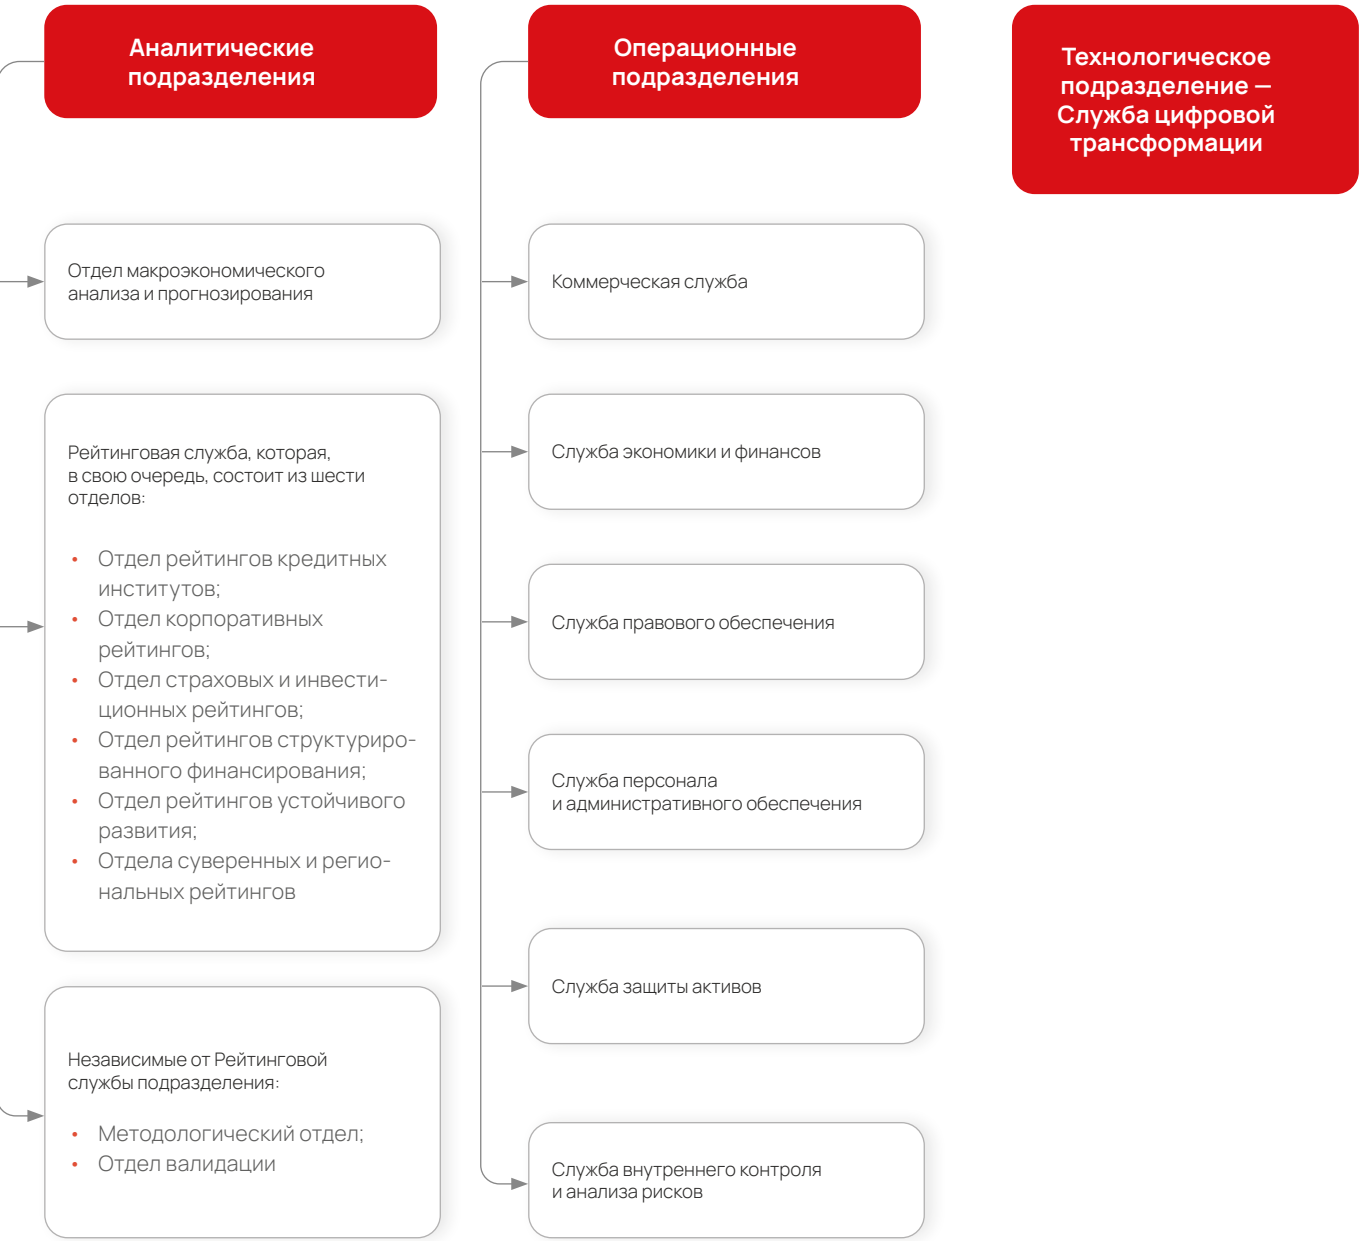 Аналитические
подразделения
Отдел макроэкономического
анализа и прогнозирования
Рейтинговая служба, которая,
в свою очередь, состоит из шести
отделов:
• Отдел рейтингов кредитных
институтов;
• Отдел корпоративных
рейтингов;
• Отдел страховых и инвести-
ционных рейтингов;
• Отдел рейтингов структуриро-
ванного финансирования;
• Отдел рейтингов устойчивого
развития;
• Отдела суверенных и регио-
нальных рейтингов
Независимые от Рейтинговой
службы подразделения:
• Методологический отдел;
• Отдел валидации
Операционные
подразделения
Коммерческая служба
Служба экономики и финансов
Служба правового обеспечения
Служба персонала
и административного обеспечения
Служба защиты активов
Служба внутреннего контроля
и анализа рисков
Технологическое
подразделение —
Служба цифровой
трансформации